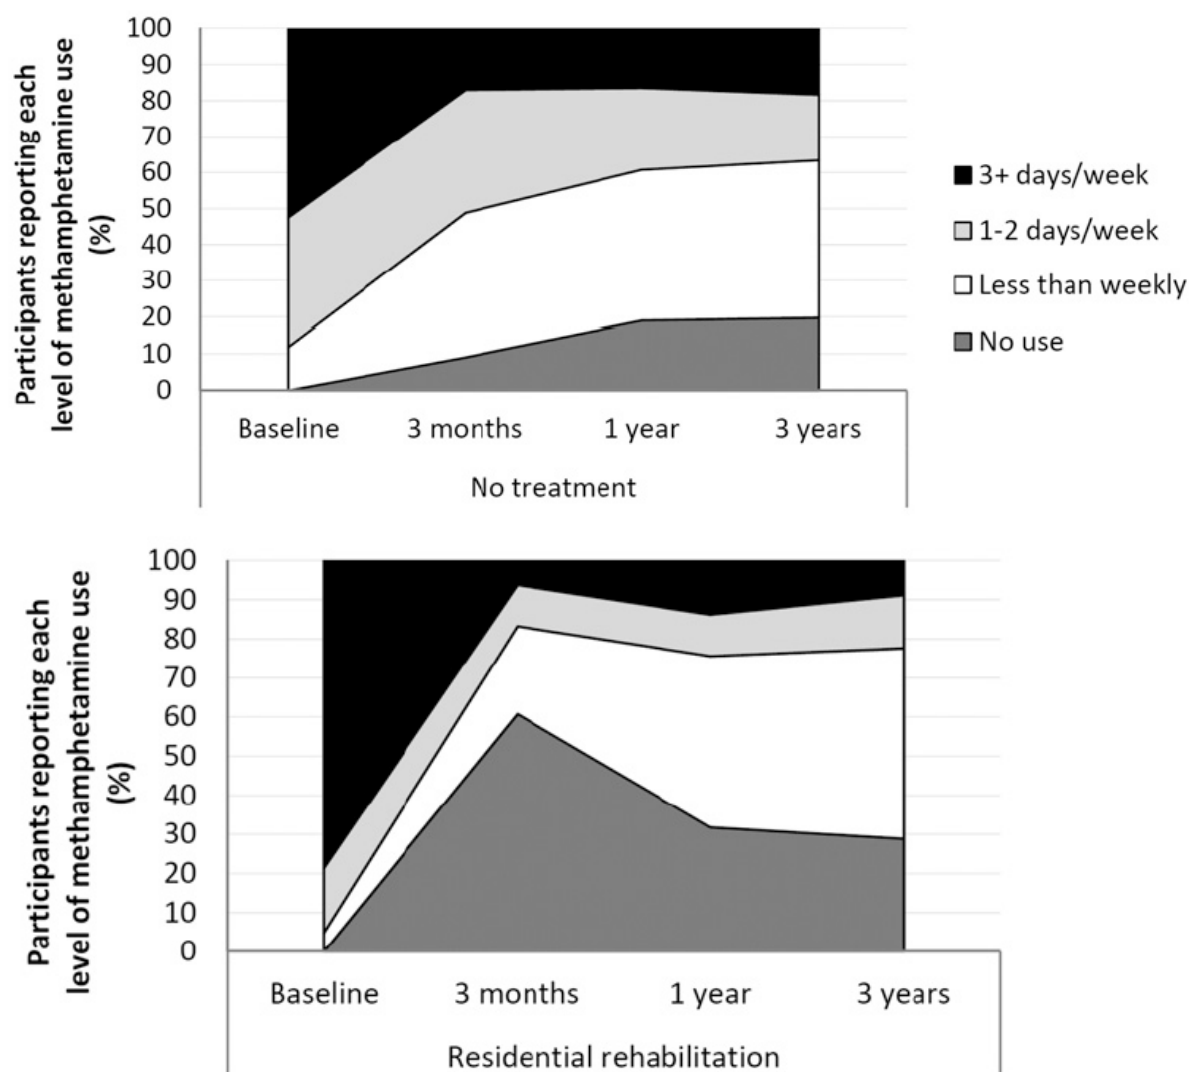 Participants reporting each
level of methamphetamine use
(%)
100
90
80
70
60
50
40
30
20
10
0
Baseline 3 months 1 year 3 years
No treatment
3+ days/week
1-2 days/week
Less than weekly
No use
Participants reporting each
level of methamphetmine use
(%)
100
90
80
70
60
50
40
30
20
10
0
Baseline 3 months 1 year 3 years
Residential rehabilitation